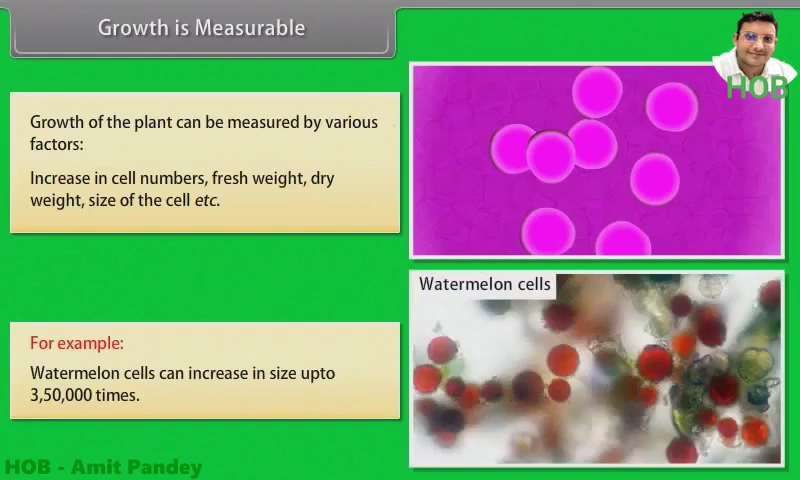 Growth is Measurable
HOB
Growth of the plant can be measured by various
factors:
Increase in cell numbers, fresh weight, dry
weight, size of the cell etc.
Watermelon cells
For example:
Watermelon cells can increase in size upto
3,50,000 times.
HOB - Amit Pandey